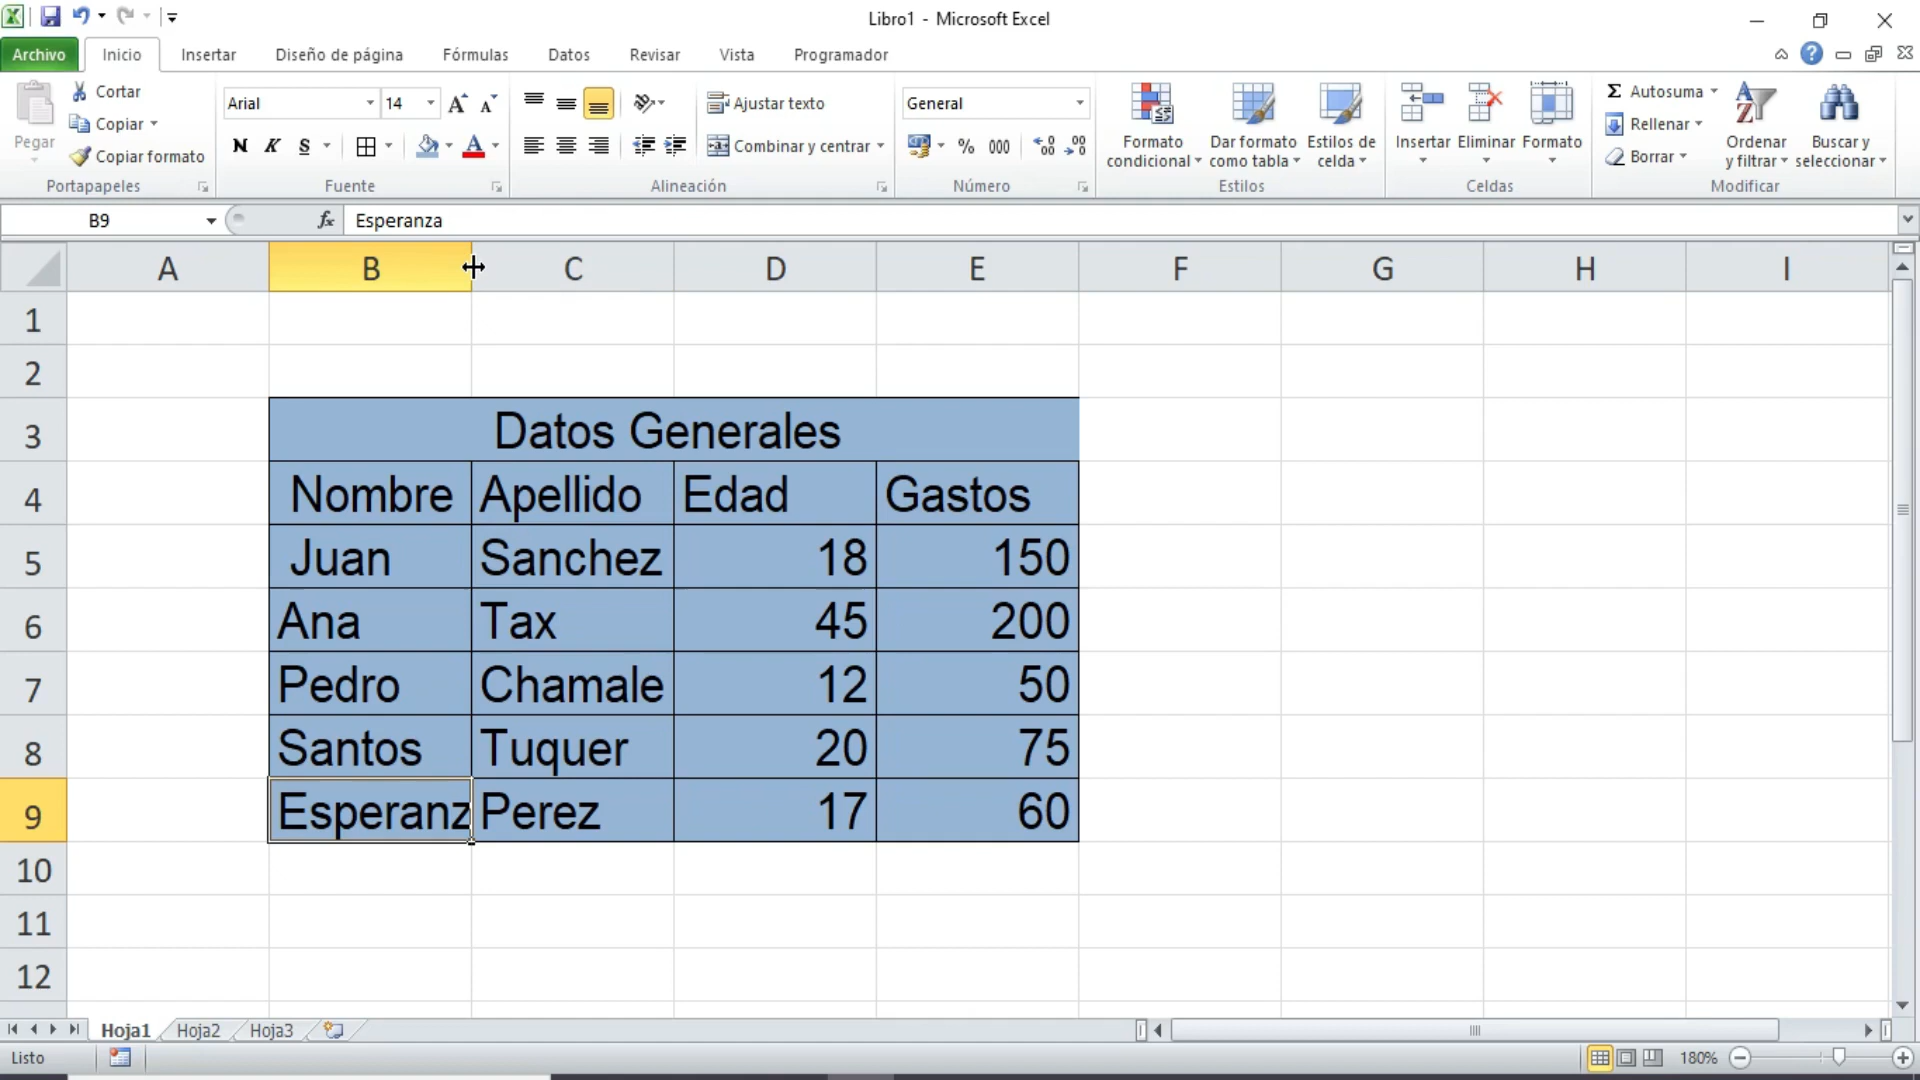 Libro1 - Microsoft Excel
Archivo Inicio Insertar Diseño de página Fórmulas Datos Revisar Vista Programador
Pegar
Cortar
Copiar
Copiar formato
Portapapeles
Arial 14
N K S
Fuente
Ajustar texto
Combinar y centrar
Alineación
General
% 000
Número
Formato condicional
Dar formato como tabla
Estilos de celda
Estilos
Insertar Eliminar Formato
Celdas
Σ Autosuma
Rellenar
Borrar
Ordenar y filtrar
Buscar y seleccionar
Modificar
B9 fx Esperanza
A B C D E F G H I
1
2
3 Datos Generales
4 Nombre Apellido Edad Gastos
5 Juan Sanchez 18 150
6 Ana Tax 45 200
7 Pedro Chamale 12 50
8 Santos Tuquer 20 75
9 Esperanz Perez 17 60
10
11
12
Hoja1 Hoja2 Hoja3
Listo 180%